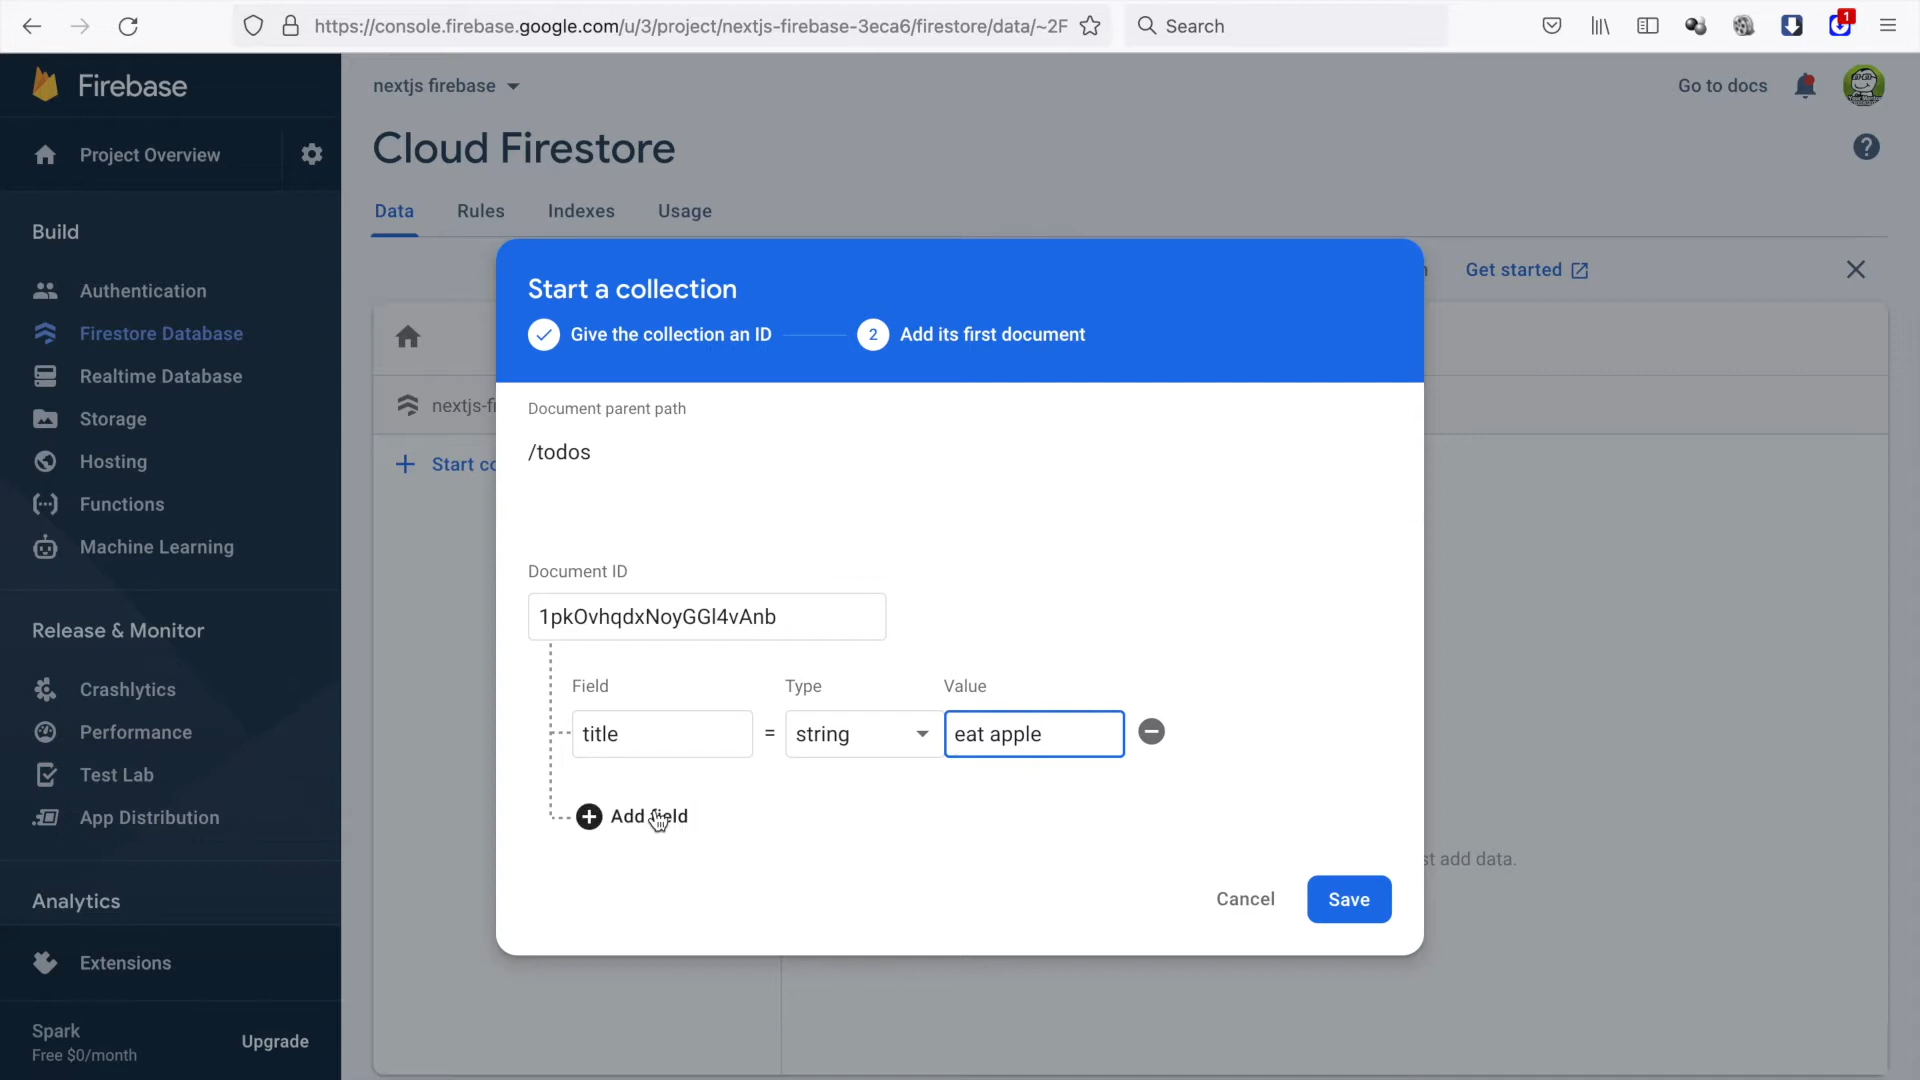 https://console.firebase.google.com/u/3/project/nextjs-firebase-3eca6/firestore/data/~2F
Search
1
Firebase
Project Overview
Build
Authentication
Firestore Database
Realtime Database
Storage
Hosting
Functions
Machine Learning
Release & Monitor
Crashlytics
Performance
Test Lab
App Distribution
Analytics
Extensions
Spark
Free $0/month
Upgrade
nextjs firebase
Go to docs
Cloud Firestore
?
Data Rules Indexes Usage
Get started
nextjs-fi
+ Start co
st add data.
Start a collection
Give the collection an ID
2 Add its first document
Document parent path
/todos
Document ID
1pkOvhqdxNoyGGl4vAnb
Field Type Value
title = string eat apple
Add field
Cancel Save